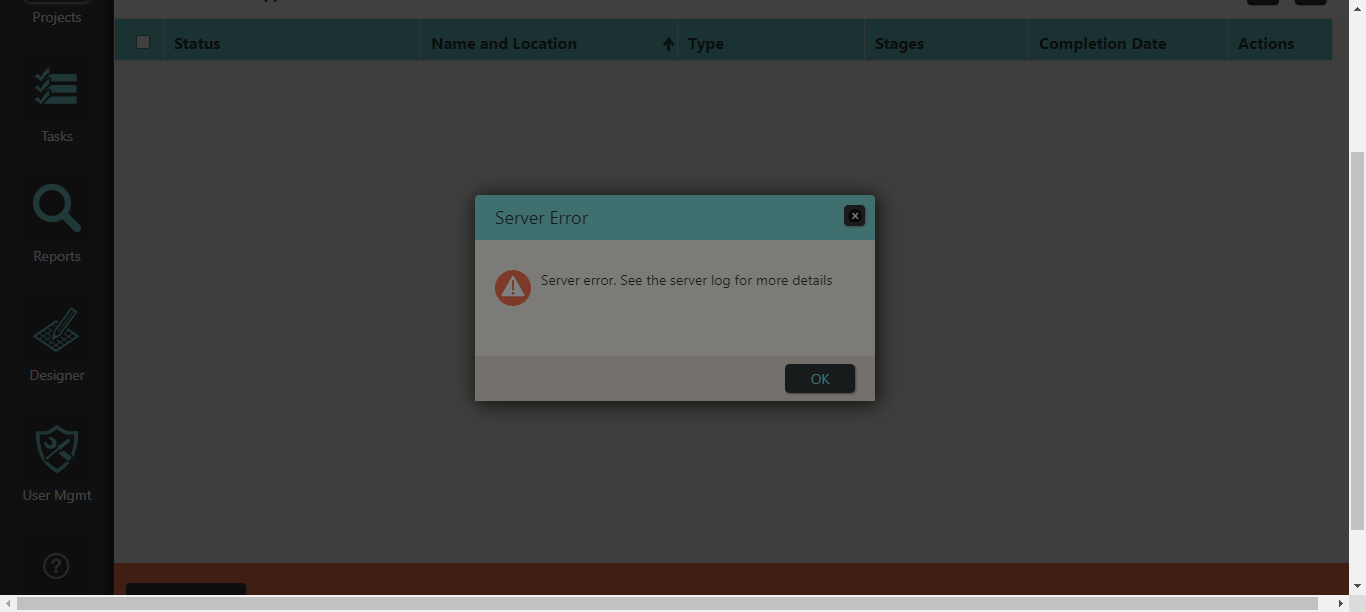 Projects
Status
Name and Location
Type
Stages
Completion Date
Actions
Tasks
Reports
Designer
User Mgmt
?
Server Error
Server error. See the server log for more details
OK